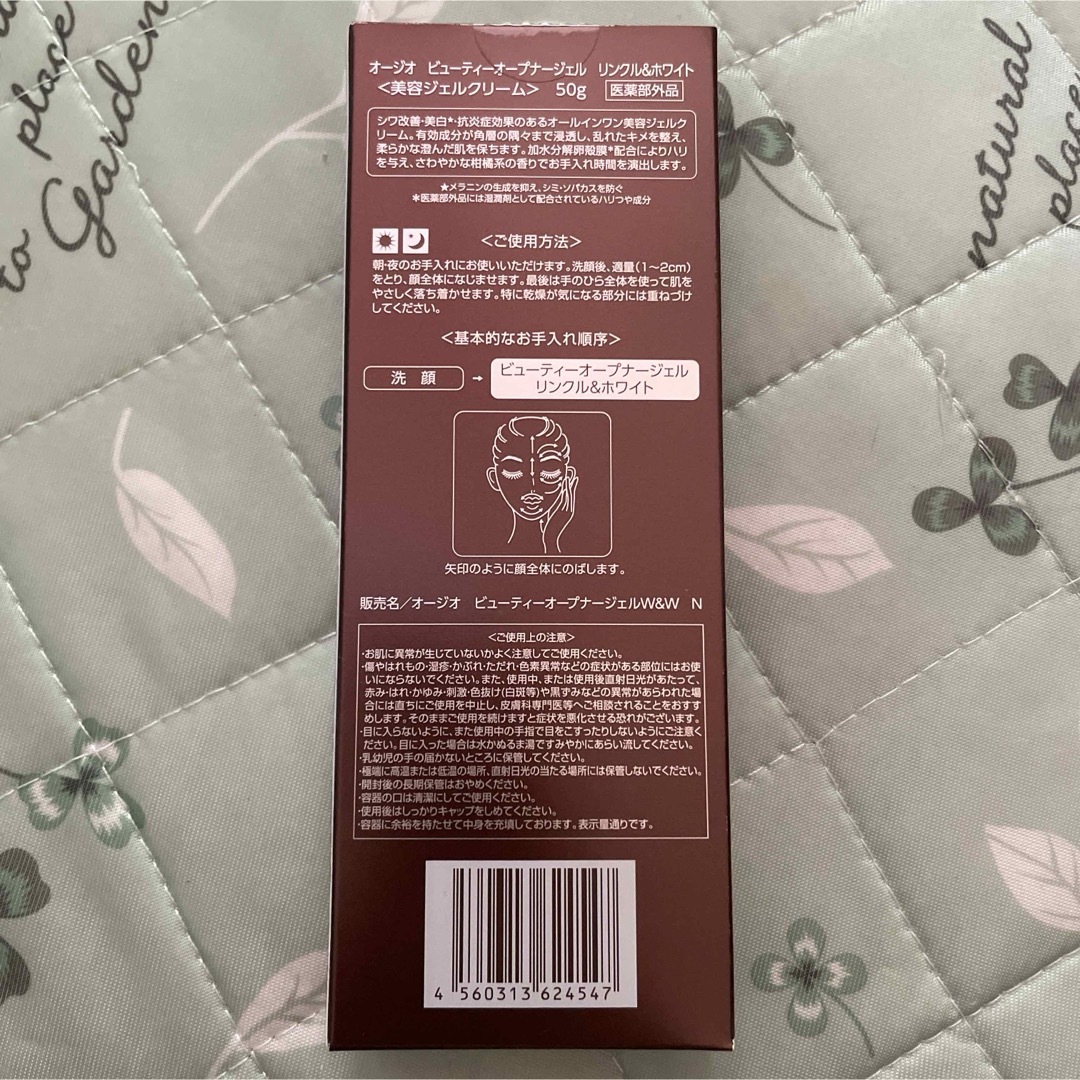 オージオ ビューティーオープナージェル リンクル&ホワイト
<美容ジェルクリーム> 50g 医薬部外品
シワ改善・美白*・抗炎症効果のあるオールインワン美容ジェルク
リーム。有効成分が角層の隅々まで浸透し、乱れたキメを整え、
柔らかな澄んだ肌を保ちます。加水分解卵殻膜*配合によりハリ
を与え、さわやかな柑橘系の香りでお手入れ時間を演出します。
★メラニンの生成を抑え、シミ・ソバカスを防ぐ
*医薬部外品には湿潤剤として配合されているハリつや成分
<ご使用方法>
朝・夜のお手入れにお使いいただけます。洗顔後、適量(1〜2cm)
をとり、顔全体になじませます。最後は手のひら全体を使って肌を
やさしく落ち着かせます。特に乾燥が気になる部分には重ねづけ
してください。
<基本的なお手入れ順序>
洗顔 → ビューティーオープナージェル
リンクル&ホワイト
矢印のように顔全体にのばします。
販売名/オージオ ビューティーオープナージェルW&W N
<ご使用上の注意>
・お肌に異常が生じていないかよく注意してご使用ください。
・傷やはれもの・湿疹・かぶれ・ただれ・色素異常などの症状がある部位にはお使
いにならないでください。また、使用中、または使用後直射日光があたって、
赤み・はれ・かゆみ・刺激・色抜け(白斑等)や黒ずみなどの異常があらわれた場
合には直ちにご使用を中止し、皮膚科専門医等へご相談されることをおすす
めします。そのままご使用を続けますと症状を悪化させる恐れがございます。
・目に入らないように、また使用中の手指で目をこすったりしないようにご注意く
ださい。目に入った場合は水かぬるま湯ですみやかにあらい流してください。
・乳幼児の手の届かないところに保管してください。
・極端に高温または低温の場所、直射日光の当たる場所には保管しないでください。
・開封後の長期保管はおやめください。
・容器の口は清潔にしてご使用ください。
・使用後はしっかりキャップをしめてください。
・容器に余裕を持たせて中身を充填しております。表示量通りです。
4 560313 624547
place
to Garden
natural
place